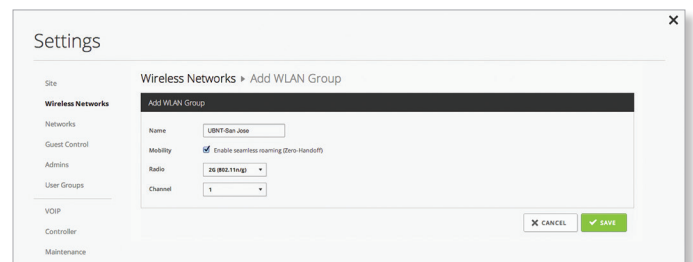 Settings
Site
Wireless Networks
Networks
Guest Control
Admins
User Groups
VOIP
Controller
Maintenance
Wireless Networks ▸ Add WLAN Group
Add WLAN Group
Name UBNT-San Jose
Mobility Enable seamless roaming (Zero-Handoff)
Radio 2G (802.11n/g)
Channel 1
CANCEL SAVE